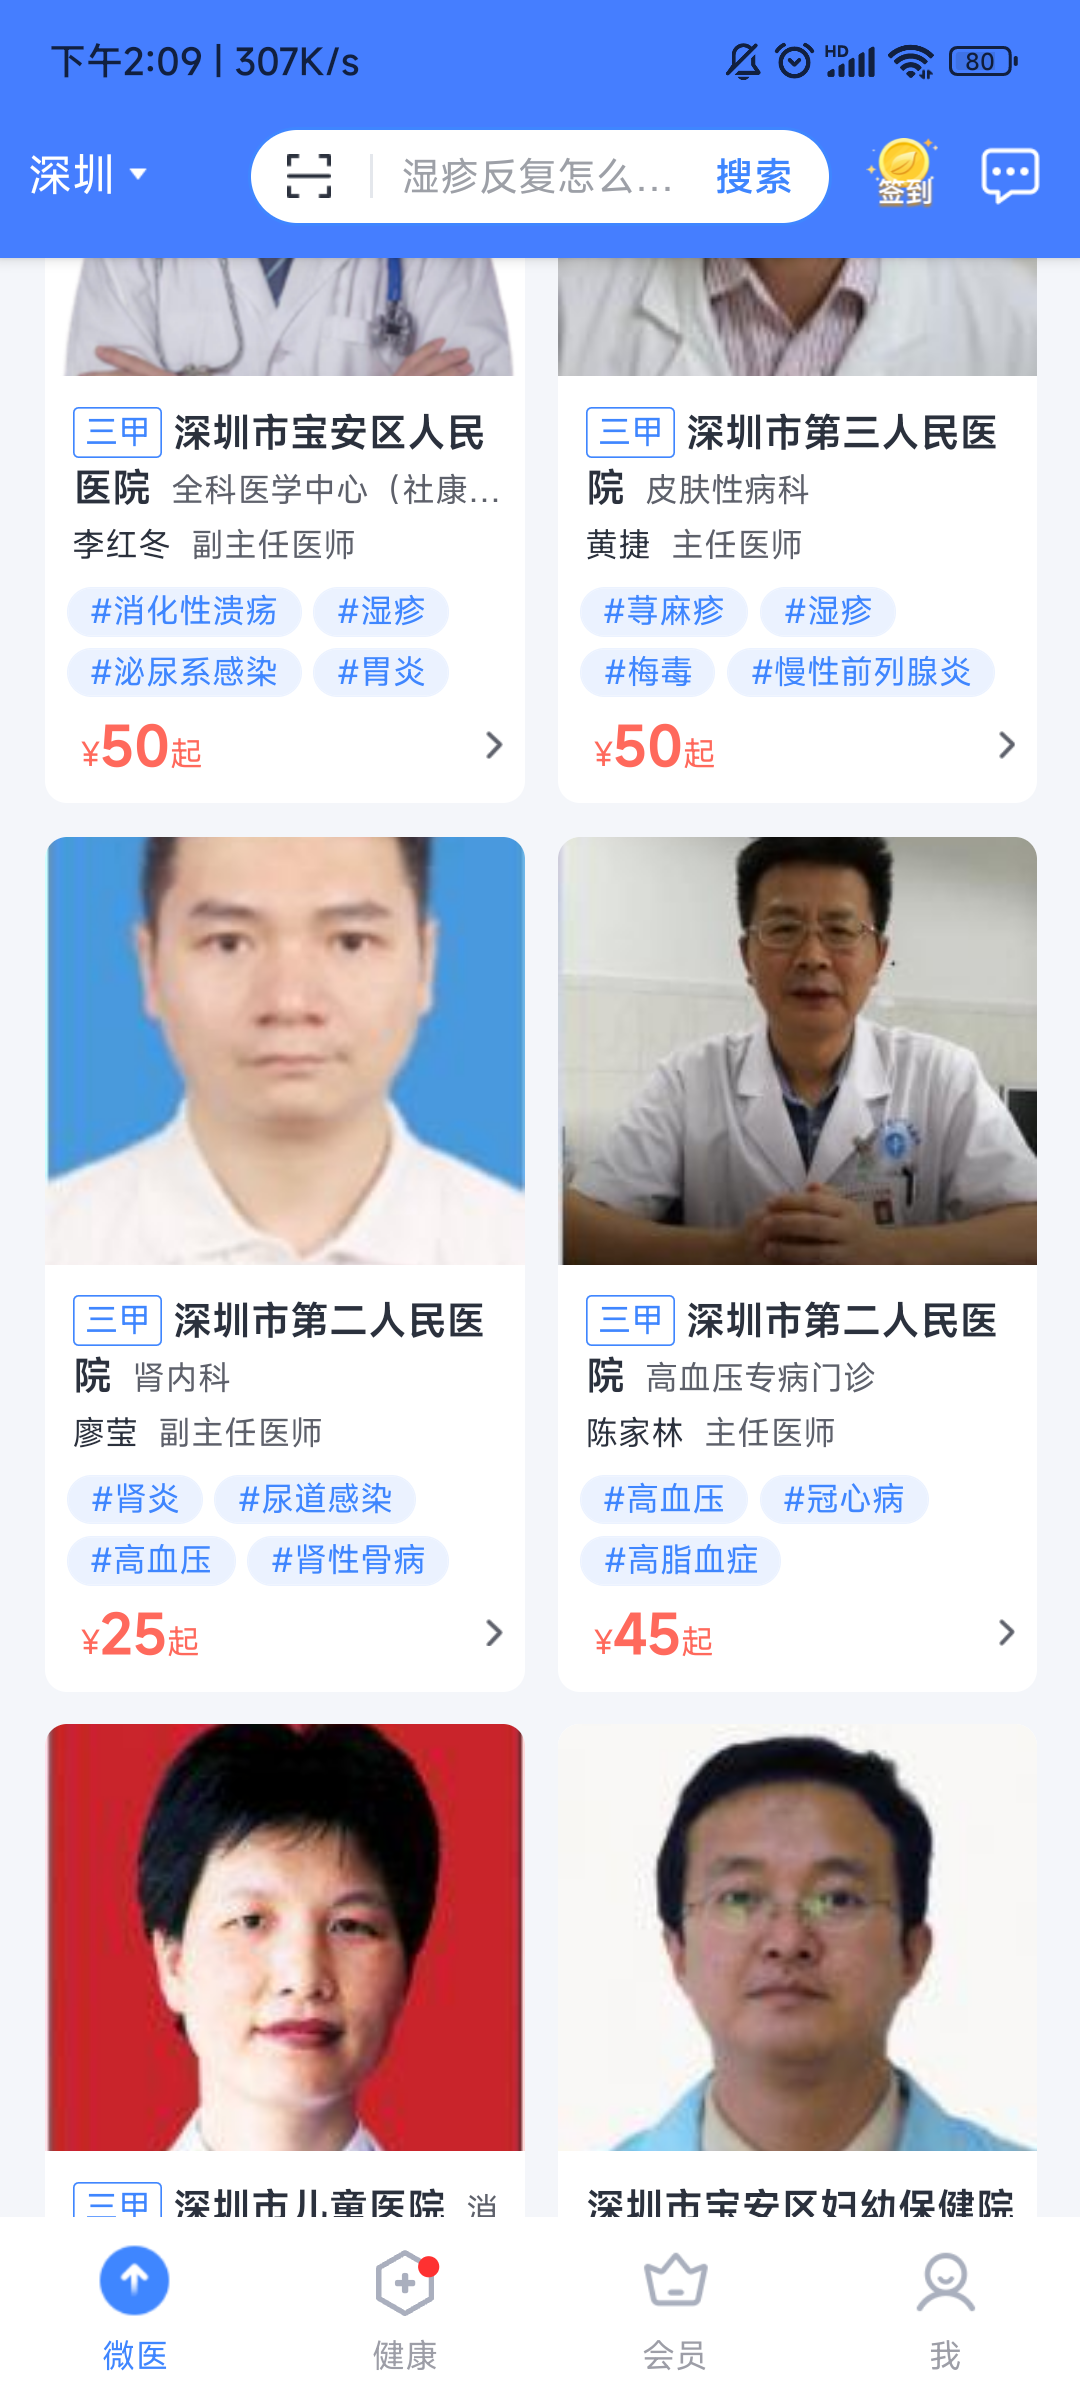 下午2:09 | 307K/s
HD
80
深圳
湿疹反复怎么...
搜索
签到
三甲 深圳市宝安区人民
医院 全科医学中心（社康...
李红冬 副主任医师
#消化性溃疡 #湿疹
#泌尿系感染 #胃炎
¥50起
三甲 深圳市第三人民医
院 皮肤性病科
黄捷 主任医师
#荨麻疹 #湿疹
#梅毒 #慢性前列腺炎
¥50起
三甲 深圳市第二人民医
院 肾内科
廖莹 副主任医师
#肾炎 #尿道感染
#高血压 #肾性骨病
¥25起
三甲 深圳市第二人民医
院 高血压专病门诊
陈家林 主任医师
#高血压 #冠心病
#高脂血症
¥45起
三甲 深圳市儿童医院 消
深圳市宝安区妇幼保健院
微医
健康
会员
我